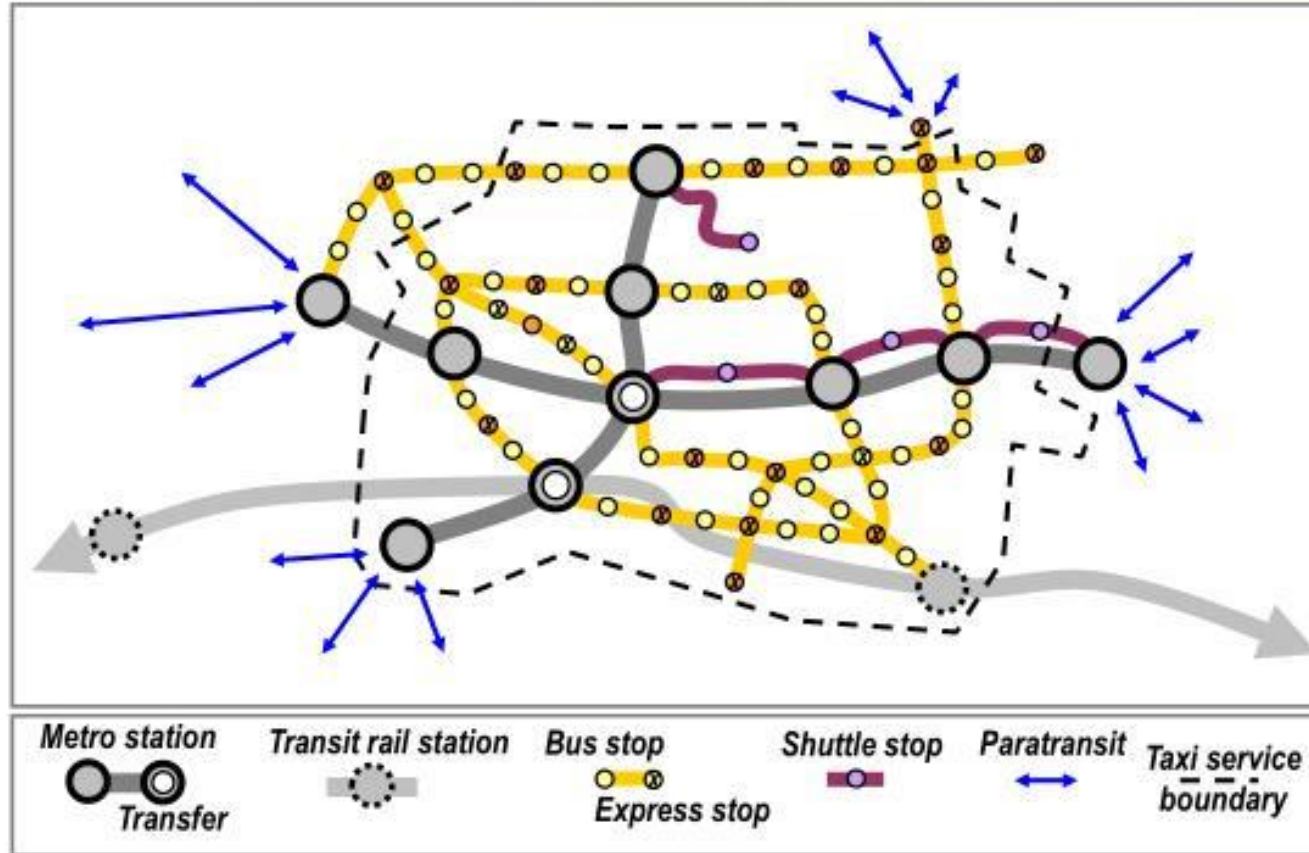 Metro station
Transfer
Transit rail station
Bus stop
Express stop
Shuttle stop
Paratransit
Taxi service
boundary